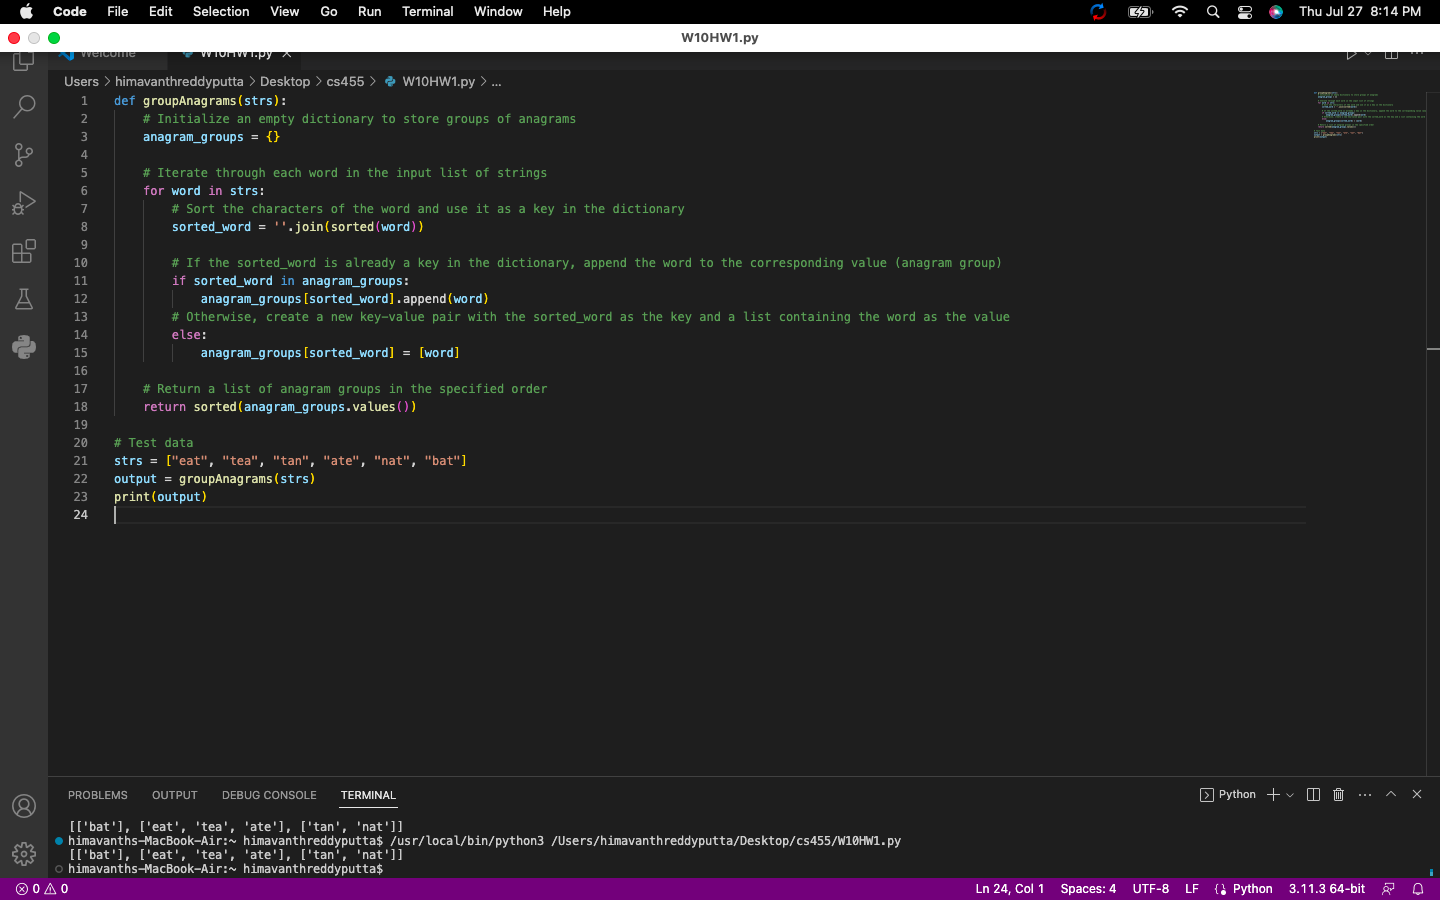 Code File Edit Selection View Go Run Terminal Window Help Thu Jul 27 8:14 PM
W10HW1.py
Welcome W10HW1.py
Users > himavanthreddyputta > Desktop > cs455 > W10HW1.py > ...
1 def groupAnagrams(strs):
2     # Initialize an empty dictionary to store groups of anagrams
3     anagram_groups = {}
4
5     # Iterate through each word in the input list of strings
6     for word in strs:
7         # Sort the characters of the word and use it as a key in the dictionary
8         sorted_word = ''.join(sorted(word))
9
10         # If the sorted_word is already a key in the dictionary, append the word to the corresponding value (anagram group)
11         if sorted_word in anagram_groups:
12             anagram_groups[sorted_word].append(word)
13         # Otherwise, create a new key-value pair with the sorted_word as the key and a list containing the word as the value
14         else:
15             anagram_groups[sorted_word] = [word]
16
17     # Return a list of anagram groups in the specified order
18     return sorted(anagram_groups.values())
19
20 # Test data
21 strs = ["eat", "tea", "tan", "ate", "nat", "bat"]
22 output = groupAnagrams(strs)
23 print(output)
24
PROBLEMS OUTPUT DEBUG CONSOLE TERMINAL Python
[['bat'], ['eat', 'tea', 'ate'], ['tan', 'nat']]
himavanths-MacBook-Air:~ himavanthreddyputta$ /usr/local/bin/python3 /Users/himavanthreddyputta/Desktop/cs455/W10HW1.py
[['bat'], ['eat', 'tea', 'ate'], ['tan', 'nat']]
himavanths-MacBook-Air:~ himavanthreddyputta$
0 0 Ln 24, Col 1 Spaces: 4 UTF-8 LF Python 3.11.3 64-bit